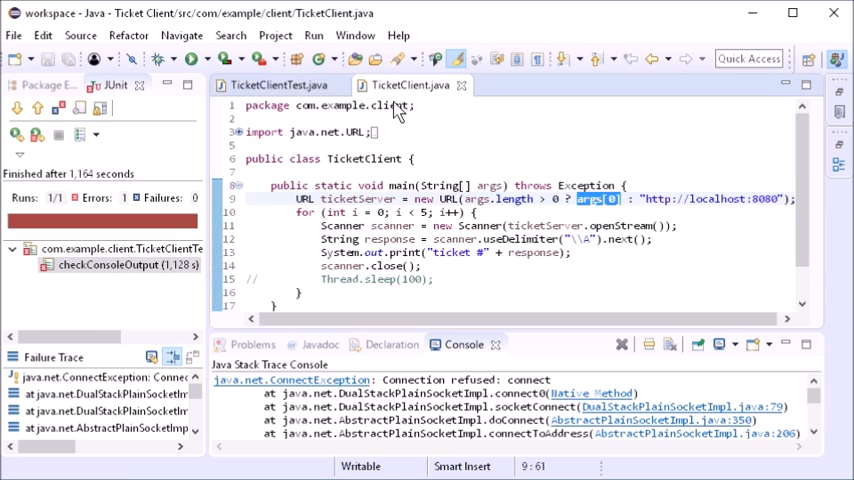 workspace - Java - Ticket Client/src/com/example/client/TicketClient.java - Eclipse
File Edit Source Refactor Navigate Search Project Run Window Help
Quick Access
Package E... JUnit
TicketClientTest.java TicketClient.java
Finished after 1,164 seconds
Runs: 1/1 Errors: 1 Failures: 0
com.example.client.TicketClientTe
checkConsoleOutput (1,128 s)
Failure Trace
java.net.ConnectException: Connec
at java.net.DualStackPlainSocketIm
at java.net.DualStackPlainSocketIm
at java.net.AbstractPlainSocketImpl
1 package com.example.client;
2
3 import java.net.URL;
5
6 public class TicketClient {
7
8 public static void main(String[] args) throws Exception {
9 URL ticketServer = new URL(args.length > 0 ? args[0] : "http://localhost:8080");
10 for (int i = 0; i < 5; i++) {
11 Scanner scanner = new Scanner(ticketServer.openStream());
12 String response = scanner.useDelimiter("\\A").next();
13 System.out.print("ticket #" + response);
14 scanner.close();
15 // Thread.sleep(100);
16 }
17 }
Problems Javadoc Declaration Console
Java Stack Trace Console
java.net.ConnectException: Connection refused: connect
at java.net.DualStackPlainSocketImpl.connect0(Native Method)
at java.net.DualStackPlainSocketImpl.socketConnect(DualStackPlainSocketImpl.java:79)
at java.net.AbstractPlainSocketImpl.doConnect(AbstractPlainSocketImpl.java:350)
at java.net.AbstractPlainSocketImpl.connectToAddress(AbstractPlainSocketImpl.java:206)
Writable Smart Insert 9 : 61